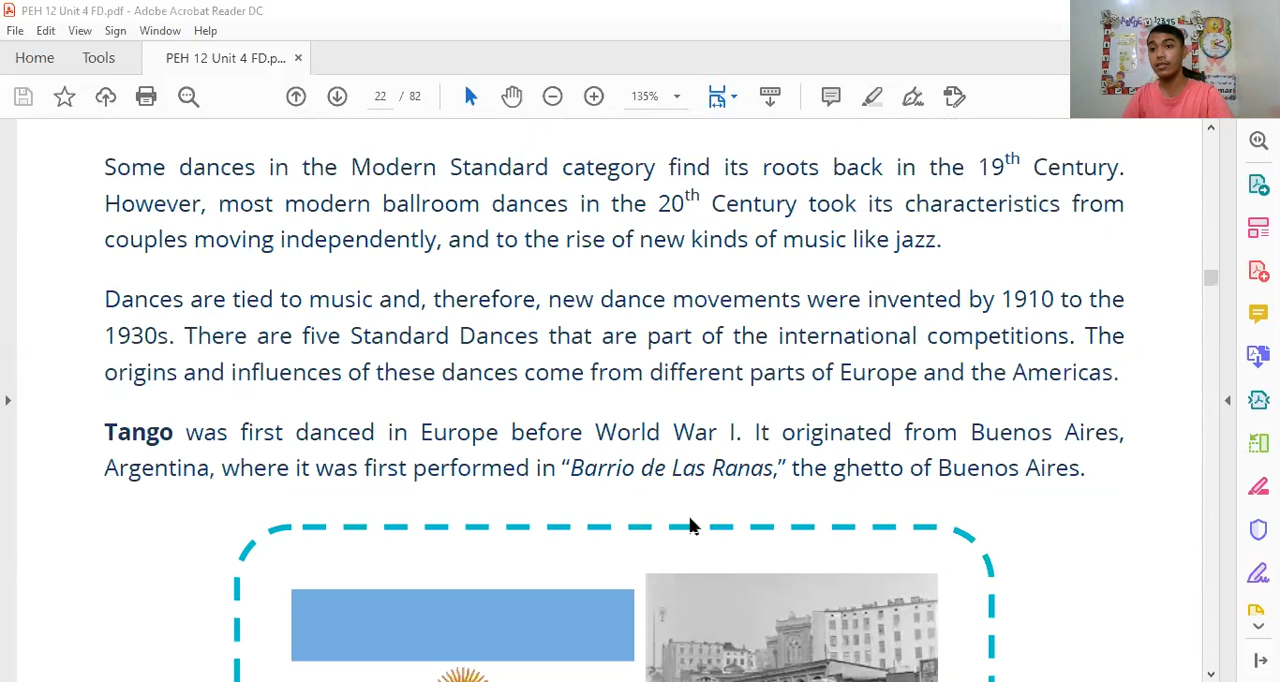 PEH 12 Unit 4 FD.pdf - Adobe Acrobat Reader DC
File Edit View Sign Window Help
Home Tools PEH 12 Unit 4 FD.p... ×
22 / 82 135%
Some dances in the Modern Standard category find its roots back in the 19th Century.
However, most modern ballroom dances in the 20th Century took its characteristics from
couples moving independently, and to the rise of new kinds of music like jazz.
Dances are tied to music and, therefore, new dance movements were invented by 1910 to the
1930s. There are five Standard Dances that are part of the international competitions. The
origins and influences of these dances come from different parts of Europe and the Americas.
Tango was first danced in Europe before World War I. It originated from Buenos Aires,
Argentina, where it was first performed in “Barrio de Las Ranas,” the ghetto of Buenos Aires.